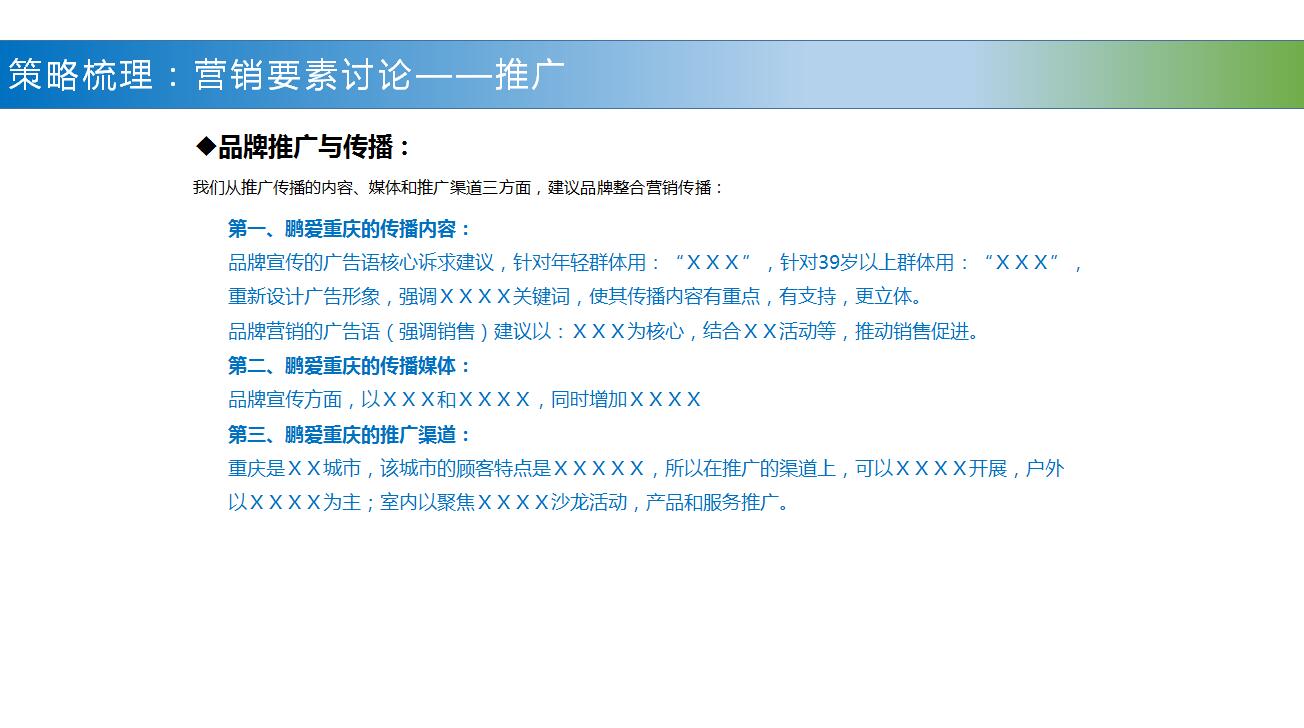 策略梳理：营销要素讨论——推广
◆品牌推广与传播：
我们从推广传播的内容、媒体和推广渠道三方面，建议品牌整合营销传播：
第一、鹏爱重庆的传播内容：
品牌宣传的广告语核心诉求建议，针对年轻群体用：“ＸＸＸ”，针对39岁以上群体用：“ＸＸＸ”，
重新设计广告形象，强调ＸＸＸＸ关键词，使其传播内容有重点，有支持，更立体。
品牌营销的广告语（强调销售）建议以：ＸＸＸ为核心，结合ＸＸ活动等，推动销售促进。
第二、鹏爱重庆的传播媒体：
品牌宣传方面，以ＸＸＸ和ＸＸＸＸ，同时增加ＸＸＸＸ
第三、鹏爱重庆的推广渠道：
重庆是ＸＸ城市，该城市的顾客特点是ＸＸＸＸＸ，所以在推广的渠道上，可以ＸＸＸＸ开展，户外
以ＸＸＸＸ为主；室内以聚焦ＸＸＸＸ沙龙活动，产品和服务推广。